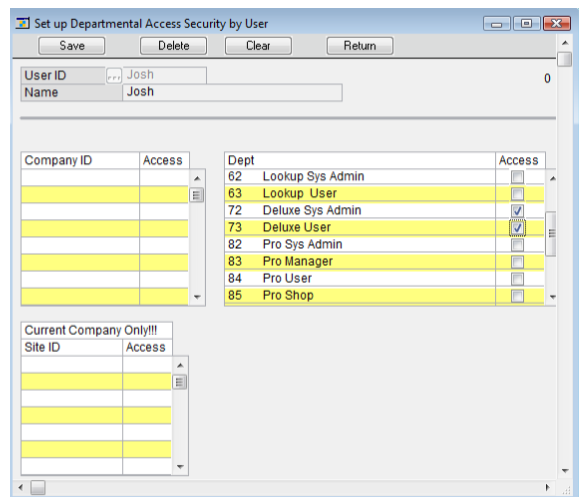 Set up Departmental Access Security by User
Save Delete Clear Return
User ID ... Josh
0
Name Josh
Company ID Access
Dept Access
62 Lookup Sys Admin
63 Lookup User
72 Deluxe Sys Admin
73 Deluxe User
82 Pro Sys Admin
83 Pro Manager
84 Pro User
85 Pro Shop
Current Company Only!!!
Site ID Access